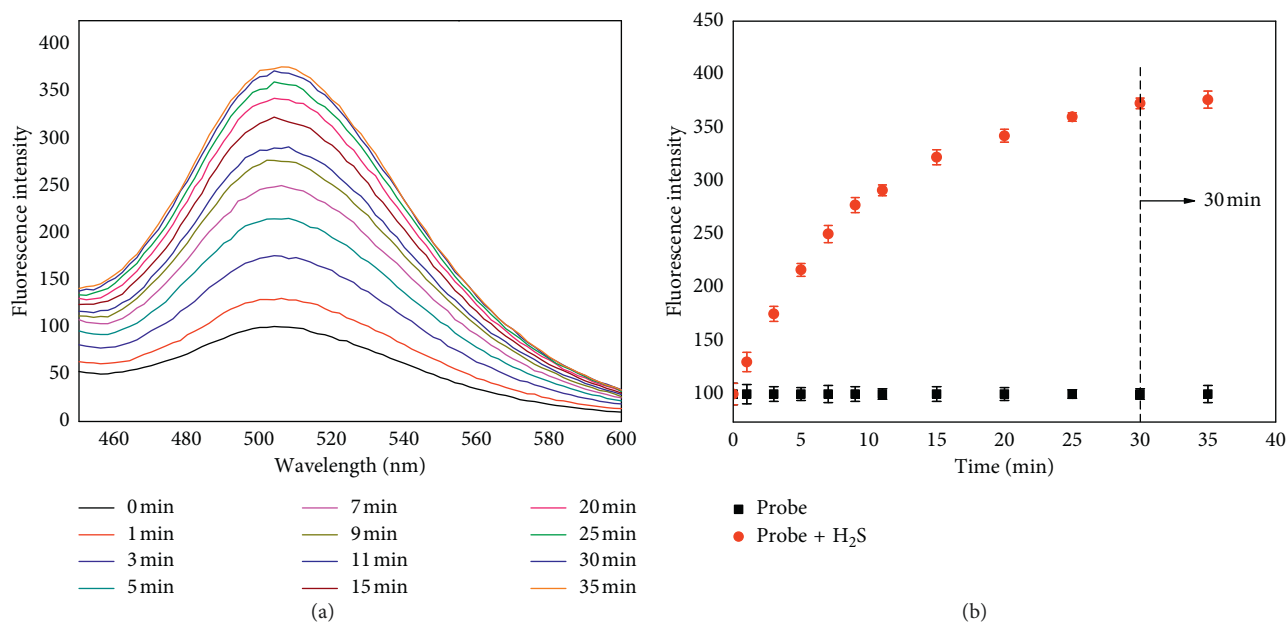 400
350
300
250
200
150
100
50
0
Fluorescence intensity
460 480 500 520 540 560 580 600
Wavelength (nm)
0 min 7 min 20 min
1 min 9 min 25 min
3 min 11 min 30 min
5 min 15 min 35 min
(a)
450
400
350
300
250
200
150
100
Fluorescence intensity
30 min
0 5 10 15 20 25 30 35 40
Time (min)
Probe
Probe + H₂S
(b)